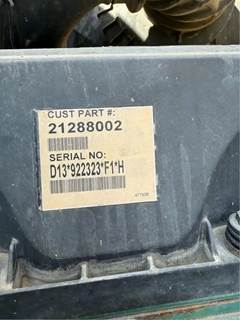 CUST PART #:
21288002
SERIAL NO:
D13*922323*F1*H